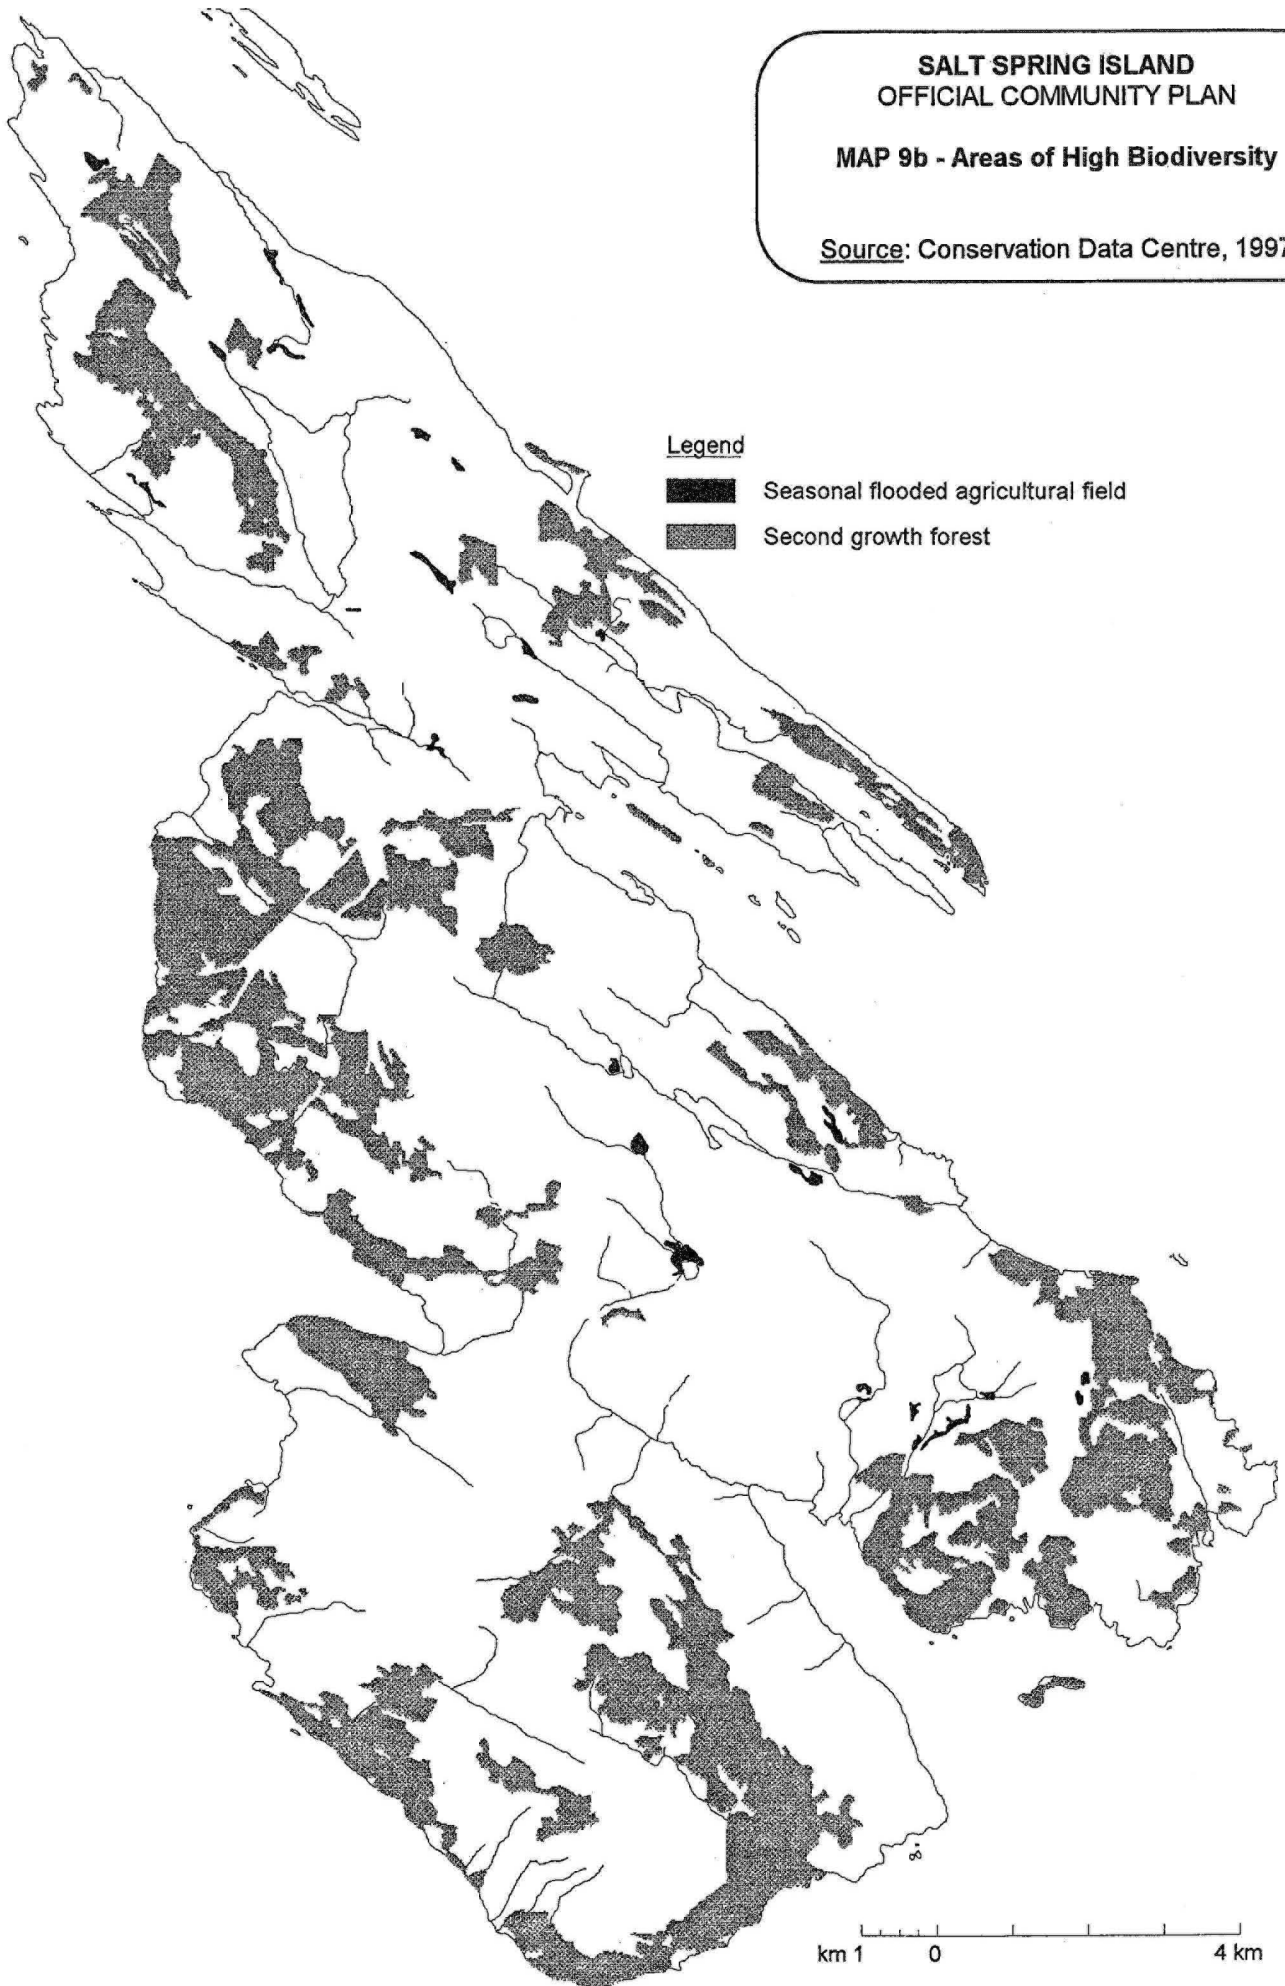 SALT SPRING ISLAND
OFFICIAL COMMUNITY PLAN
MAP 9b - Areas of High Biodiversity
Source: Conservation Data Centre, 1997
Legend
Seasonal flooded agricultural field
Second growth forest
km 1 0 4 km